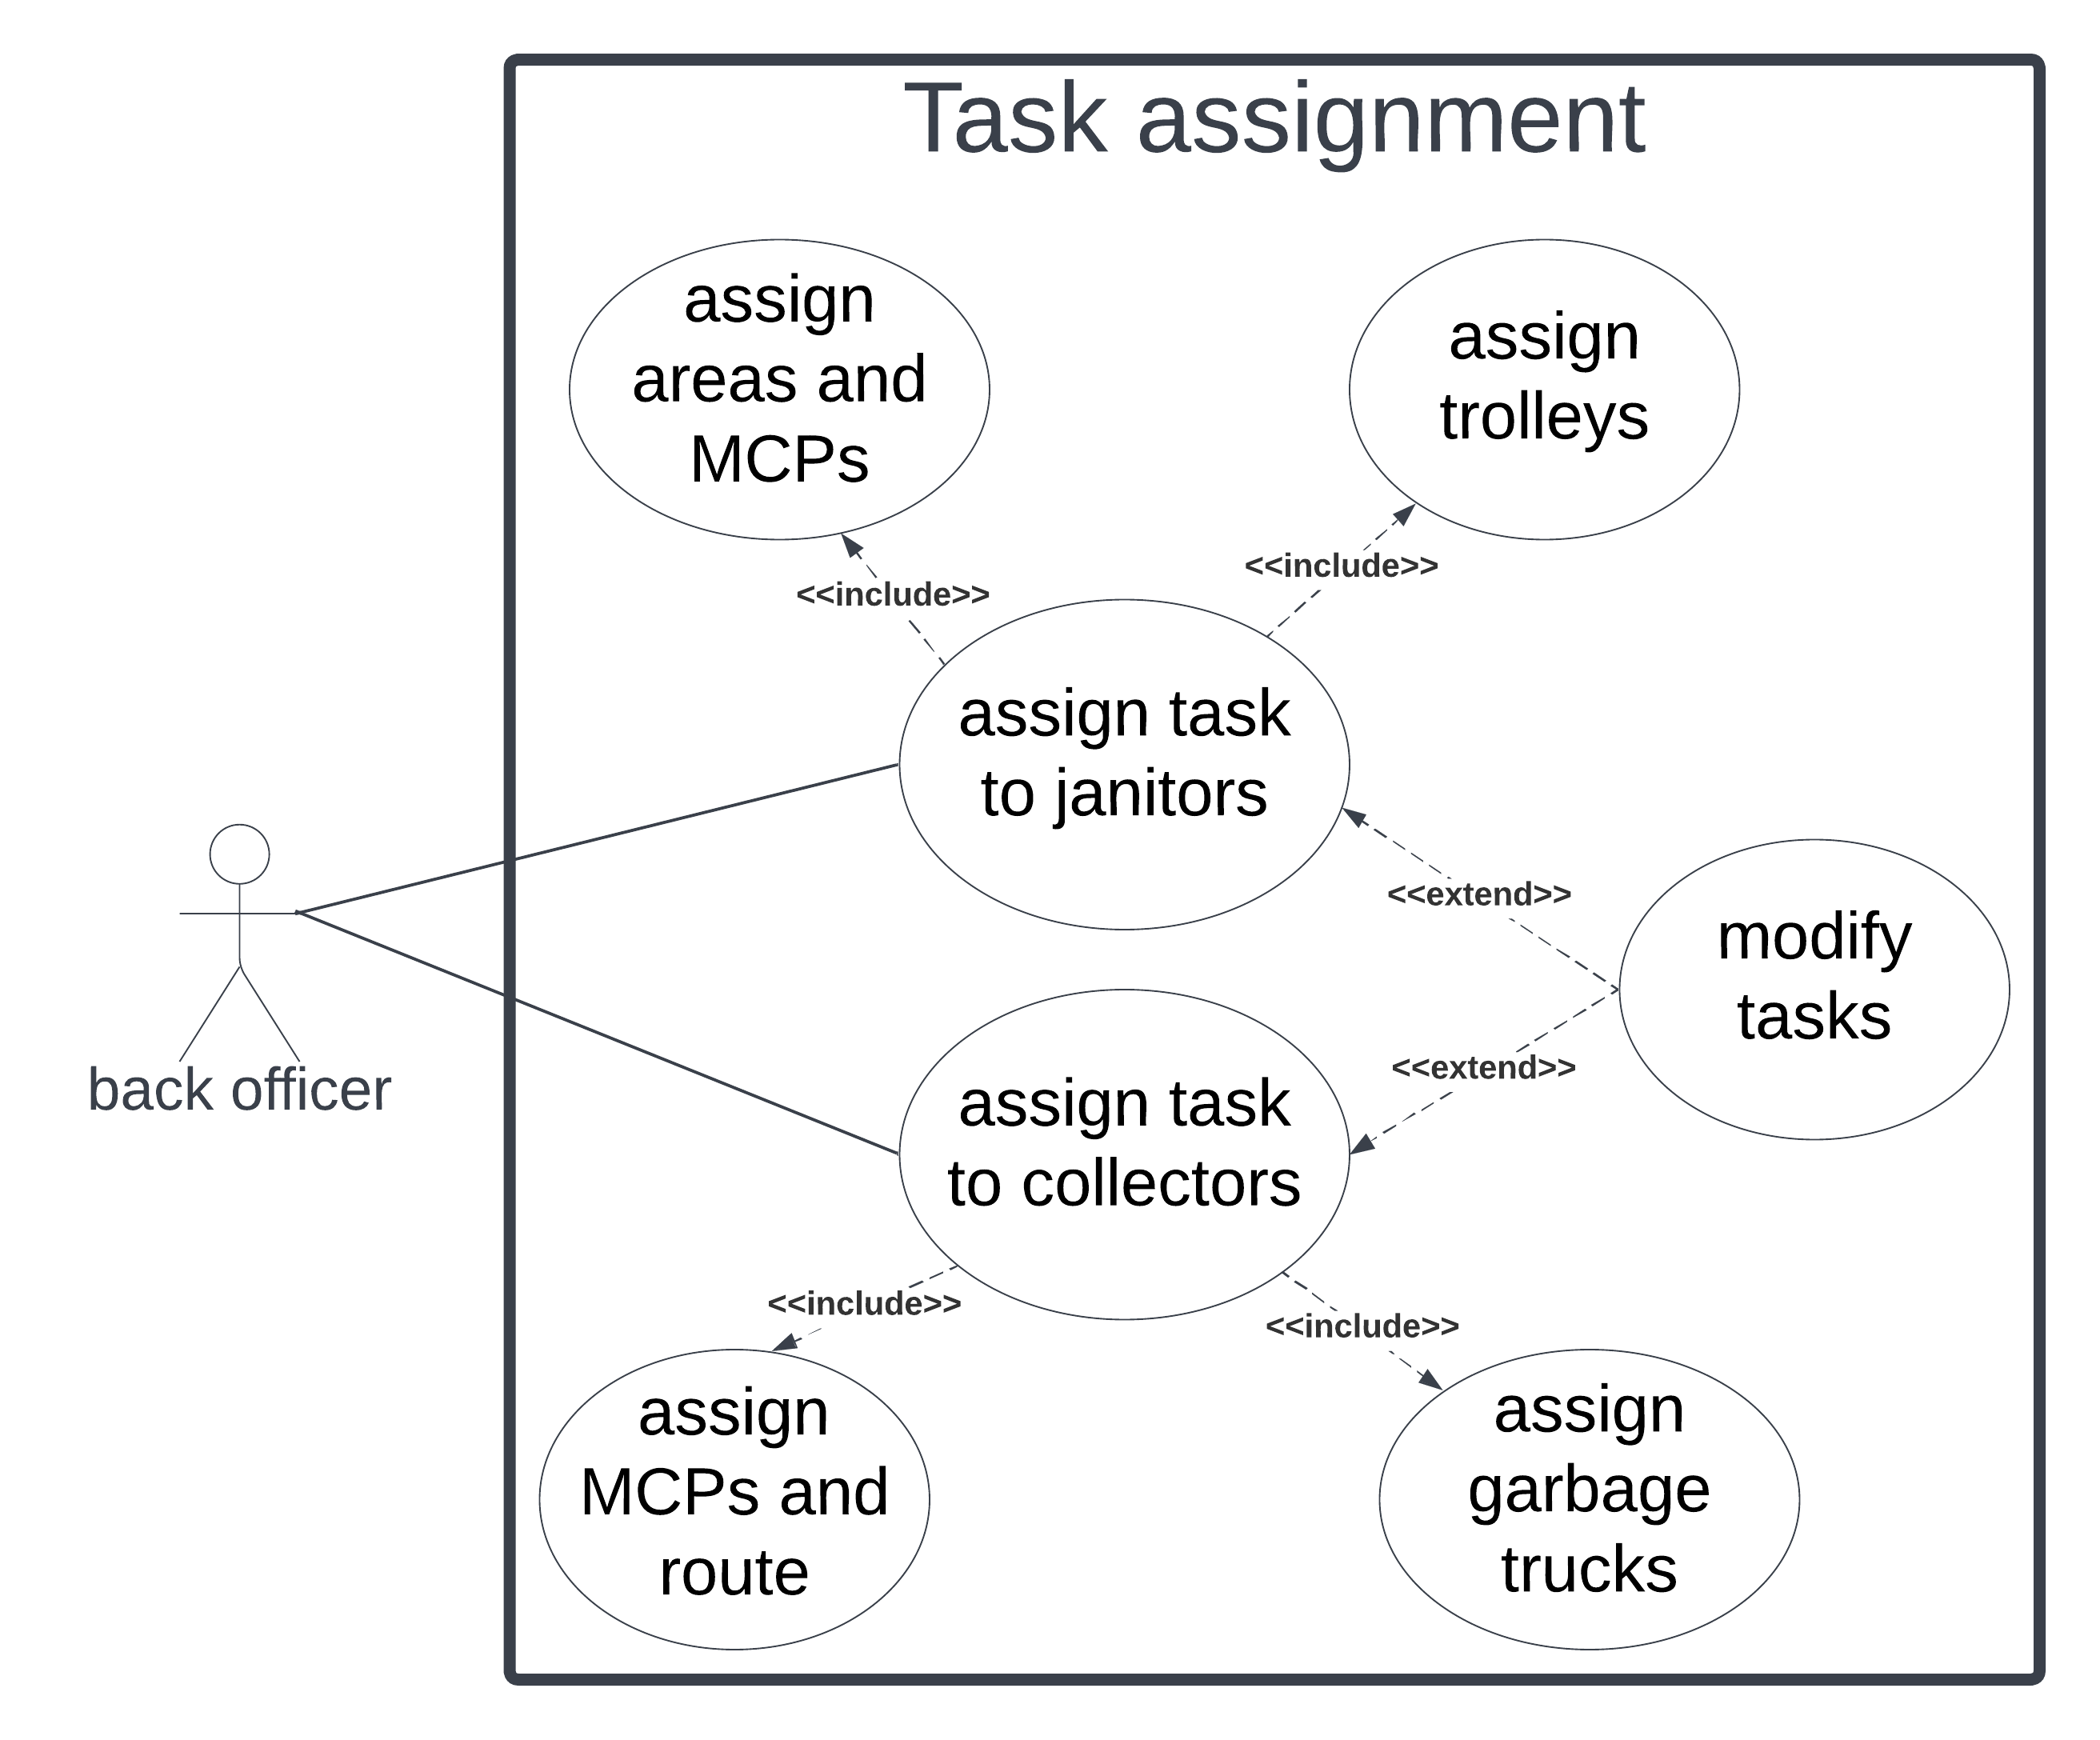 Task assignment
assign
areas and
MCPs
assign
trolleys
<<include>>
<<include>>
assign task
to janitors
<<extend>>
modify
tasks
back officer
<<extend>>
assign task
to collectors
<<include>>
<<include>>
assign
MCPs and
route
assign
garbage
trucks